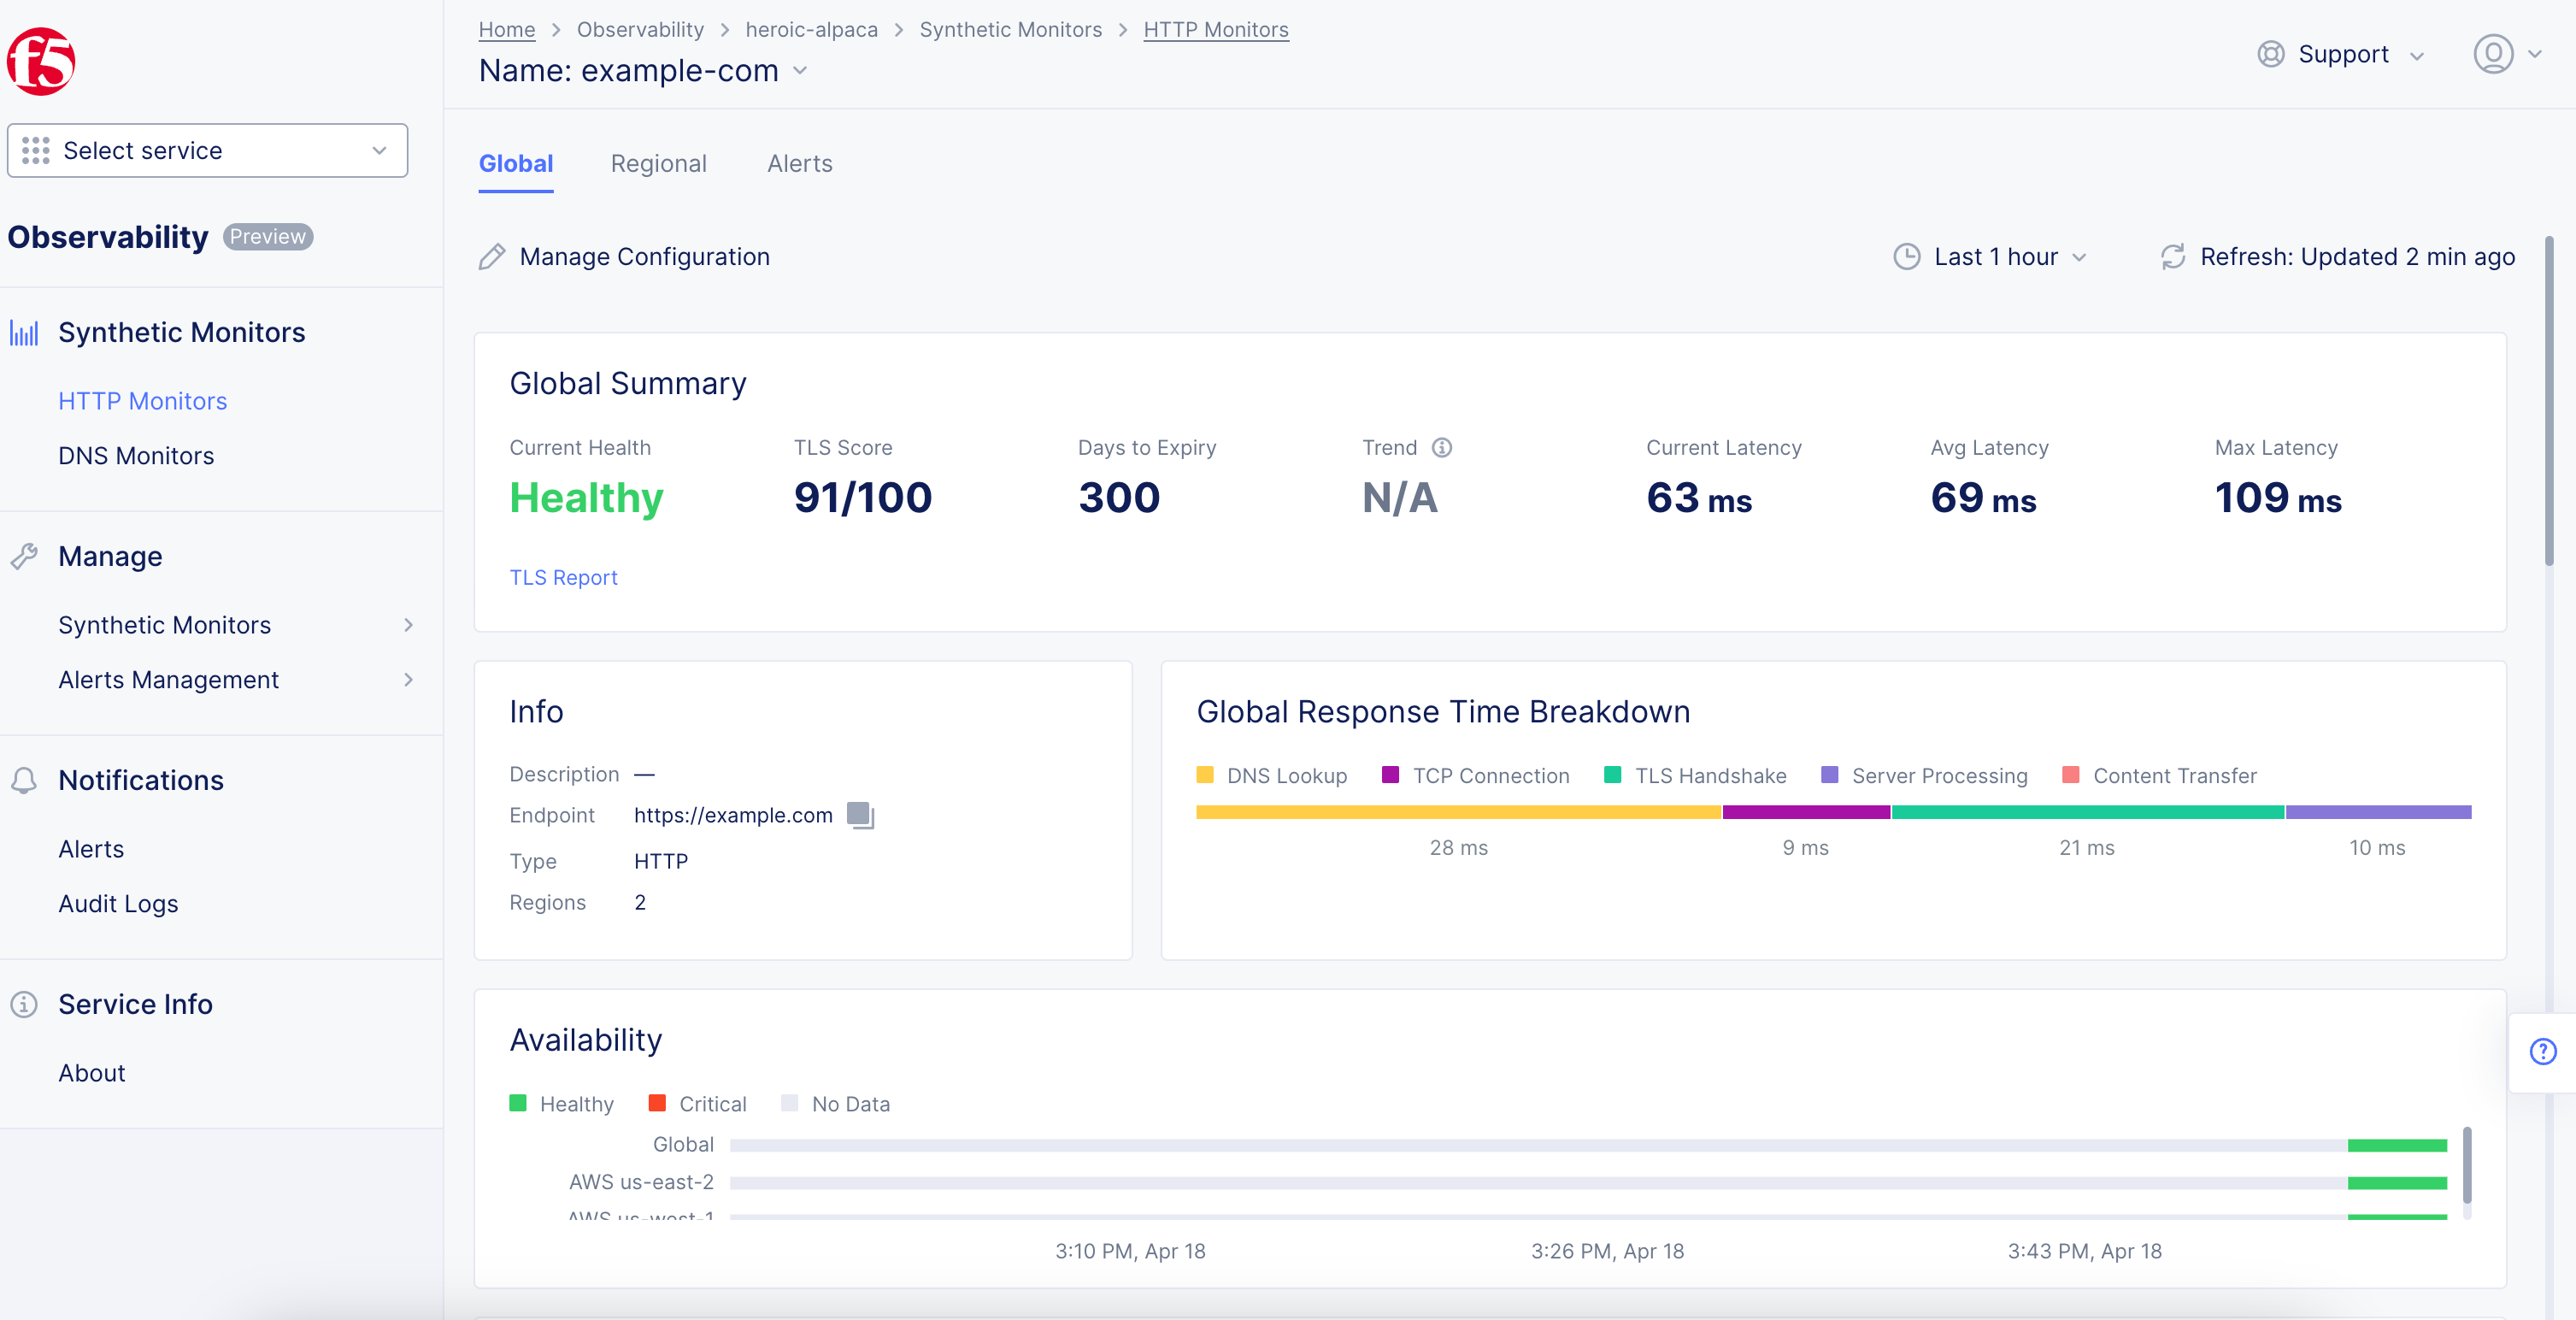 f5
Select service
Observability Preview
Synthetic Monitors
HTTP Monitors
DNS Monitors
Manage
Synthetic Monitors
Alerts Management
Notifications
Alerts
Audit Logs
Service Info
About
Home > Observability > heroic-alpaca > Synthetic Monitors > HTTP Monitors
Name: example-com
Support
Global Regional Alerts
Manage Configuration
Last 1 hour
Refresh: Updated 2 min ago
Global Summary
Current Health TLS Score Days to Expiry Trend Current Latency Avg Latency Max Latency
Healthy 91/100 300 N/A 63 ms 69 ms 109 ms
TLS Report
Info
Description —
Endpoint https://example.com
Type HTTP
Regions 2
Global Response Time Breakdown
DNS Lookup TCP Connection TLS Handshake Server Processing Content Transfer
28 ms 9 ms 21 ms 10 ms
Availability
Healthy Critical No Data
Global
AWS us-east-2
AWS us-west-1
3:10 PM, Apr 18 3:26 PM, Apr 18 3:43 PM, Apr 18